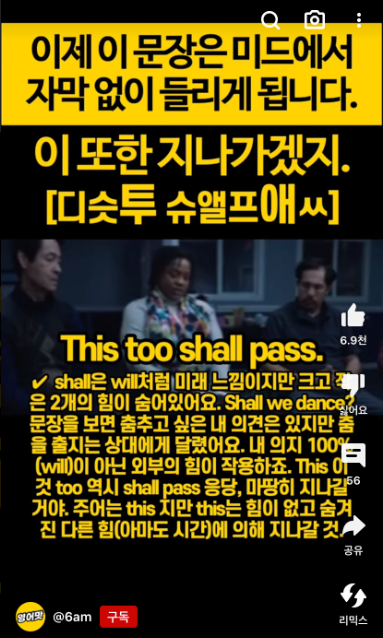 이제 이 문장은 미드에서
자막 없이 들리게 됩니다.
이 또한 지나가겠지.
[디슷투 슈앨프애ㅆ]
This too shall pass.
✔ shall은 will처럼 미래 느낌이지만 크고
은 2개의 힘이 숨어있어요. Shall we dance?
문장을 보면 춤추고 싶은 내 의견은 있지만 춤
을 출지는 상대에게 달렸어요. 내 의지 100%
(will)이 아닌 외부의 힘이 작용하죠. This 이
것 too 역시 shall pass 응당, 마땅히 지나갈
거야. 주어는 this 지만 this는 힘이 없고 숨겨
진 다른 힘(아마도 시간)에 의해 지나갈 것.
6.9천
싫어요
56
공유
리믹스
영어맛
@6am
구독